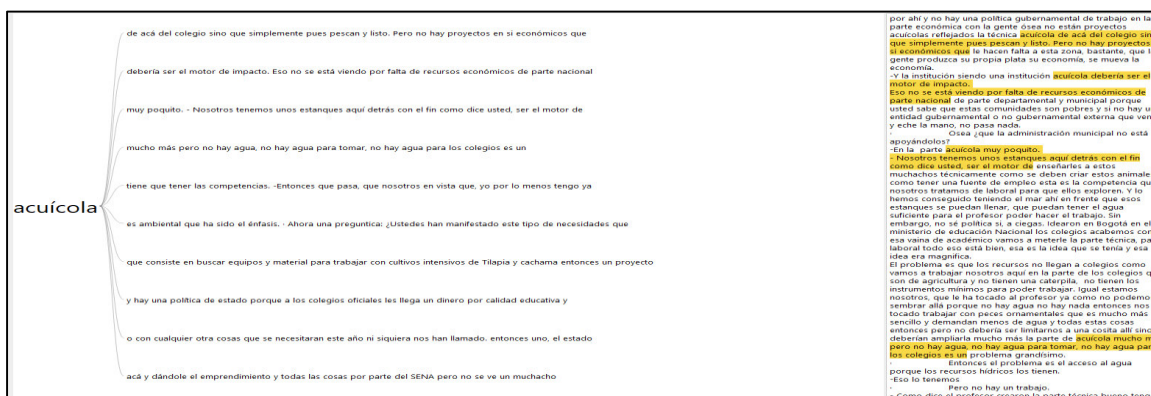 acuícola
de acá del colegio sino que simplemente pues pescan y listo. Pero no hay proyectos en si económicos que
debería ser el motor de impacto. Eso no se está viendo por falta de recursos económicos de parte nacional
muy poquito. - Nosotros tenemos unos estanques aquí detrás con el fin como dice usted, ser el motor de
mucho más pero no hay agua, no hay agua para tomar, no hay agua para los colegios es un
tiene que tener las competencias. -Entonces que pasa, que nosotros en vista que, yo por lo menos tengo ya
es ambiental que ha sido el énfasis. - Ahora una preguntica: ¿Ustedes han manifestado este tipo de necesidades que
que consiste en buscar equipos y material para trabajar con cultivos intensivos de Tilapia y cachama entonces un proyecto
y hay una política de estado porque a los colegios oficiales les llega un dinero por calidad educativa y
o con cualquier otra cosas que se necesitaran este año ni siquiera nos han llamado. entonces uno, el estado
acá y dándole el emprendimiento y todas las cosas por parte del SENA pero no se ve un muchacho
por ahí y no hay una política gubernamental de trabajo en la
parte económica con la gente ósea no están proyectos
acuícolas reflejados la técnica acuícola de acá del colegio sin
que simplemente pues pescan y listo. Pero no hay proyectos
si económicos que le hacen falta a esta zona, bastante, que l
gente produzca su propia plata su economía, se mueva la
economía.
-Y la institución siendo una institución acuícola debería ser el
motor de impacto.
Eso no se está viendo por falta de recursos económicos de
parte nacional de parte departamental y municipal porque
usted sabe que estas comunidades son pobres y si no hay u
entidad gubernamental o no gubernamental externa que ven
y eche la mano, no pasa nada.
· Osea ¿que la administración municipal no está
apoyándolos?
-En la parte acuícola muy poquito.
- Nosotros tenemos unos estanques aquí detrás con el fin
como dice usted, ser el motor de enseñarles a estos
muchachos técnicamente como se deben criar estos animale
como tener una fuente de empleo esta es la competencia qu
nosotros tratamos de laboral para que ellos exploren. Y lo
hemos conseguido teniendo el mar ahí en frente que esos
estanques se puedan llenar, que puedan tener el agua
suficiente para el profesor poder hacer el trabajo. Sin
embargo, no sé política si, a ciegas. Idearon en Bogotá en el
ministerio de educación Nacional los colegios acabemos con
esa vaina de académico vamos a meterle la parte técnica, pa
laboral todo eso está bien, esa es la idea que se tenía y esa
idea era magnifica.
El problema es que los recursos no llegan a colegios como
vamos a trabajar nosotros aquí en la parte de los colegios q
son de agricultura y no tienen una caterpila, no tienen los
instrumentos mínimos para poder trabajar. Igual estamos
nosotros, que le ha tocado al profesor ya como no podemo
sembrar allá porque no hay agua no hay nada entonces nos
tocado trabajar con peces ornamentales que es mucho más
sencillo y demandan menos de agua y todas estas cosas
entonces pero no debería ser limitarnos a una cosita allí sino
deberían ampliarla mucho más la parte de acuícola mucho m
pero no hay agua, no hay agua para tomar, no hay agua par
los colegios es un problema grandísimo.
· Entonces el problema es el acceso al agua
porque los recursos hídricos los tienen.
-Eso lo tenemos
· Pero no hay un trabajo.
- Como dice el profesor crearon la parte técnica bueno teng